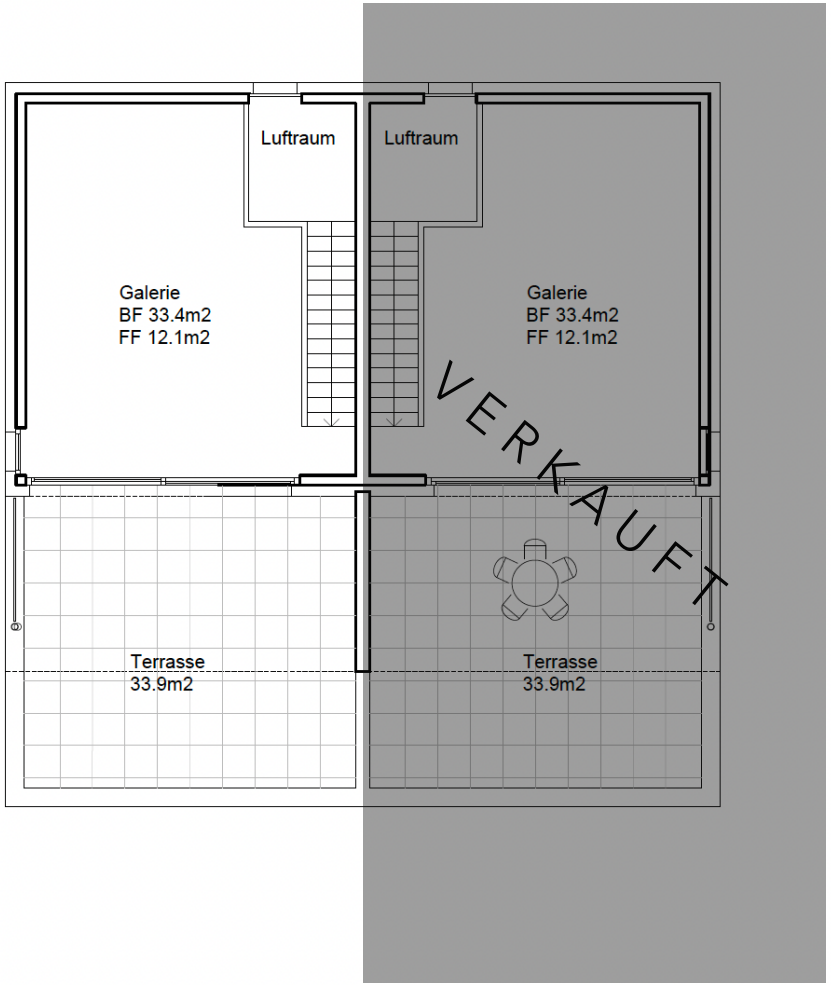 Luftraum
Luftraum
Galerie
BF 33.4m2
FF 12.1m2
Galerie
BF 33.4m2
FF 12.1m2
VERKAUFT
Terrasse
33.9m2
Terrasse
33.9m2